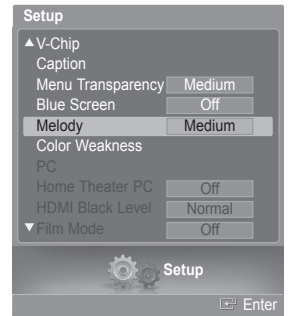 Setup
▲V-Chip
Caption
Menu Transparency Medium
Blue Screen Off
Melody Medium
Color Weakness
PC
Home Theater PC Off
HDMI Black Level Normal
▼Film Mode Off
Setup
Enter